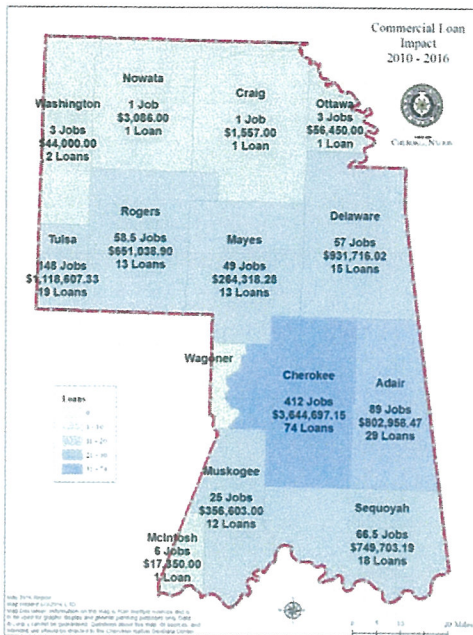 Commercial Loan
Impact
2010 - 2016
Nowata
1 Job
$3,086.00
1 Loan
Craig
1 Job
$1,557.00
1 Loan
Washington
3 Jobs
$44,000.00
2 Loans
Ottawa
3 Jobs
$56,450.00
1 Loan
Rogers
58.5 Jobs
$651,038.90
13 Loans
Delaware
57 Jobs
$931,716.02
15 Loans
Tulsa
148 Jobs
$1,118,607.33
19 Loans
Mayes
49 Jobs
$264,318.28
13 Loans
Wagoner
Cherokee
412 Jobs
$3,644,697.15
74 Loans
Adair
89 Jobs
$802,956.47
29 Loans
Loans
0
Muskogee
25 Jobs
$356,603.00
12 Loans
Sequoyah
66.5 Jobs
$749,703.19
18 Loans
McIntosh
6 Jobs
$17,350.00
1 Loan
20 Miles